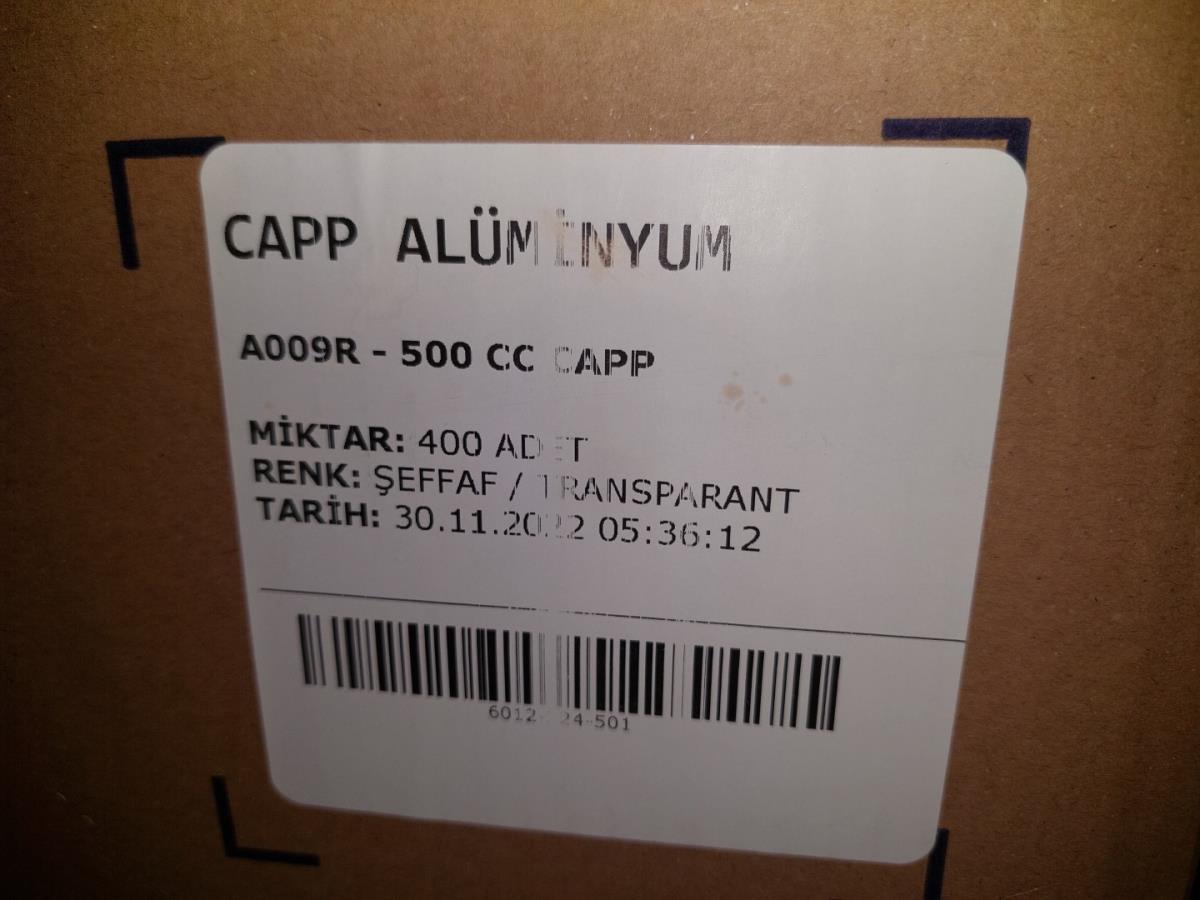 CAPP ALÜMİNYUM
A009R - 500 CC CAPP
MİKTAR: 400 ADET
RENK: ŞEFFAF / TRANSPARANT
TARİH: 30.11.2022 05:36:12